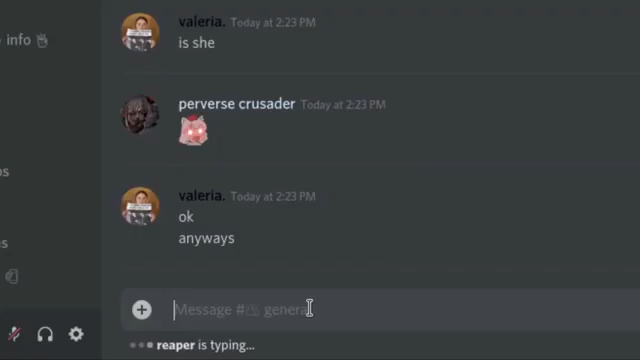 valeria. Today at 2:23 PM
info
is she
perverse crusader Today at 2:23 PM
valeria. Today at 2:23 PM
ok
anyways
Message # genera
reaper is typing...